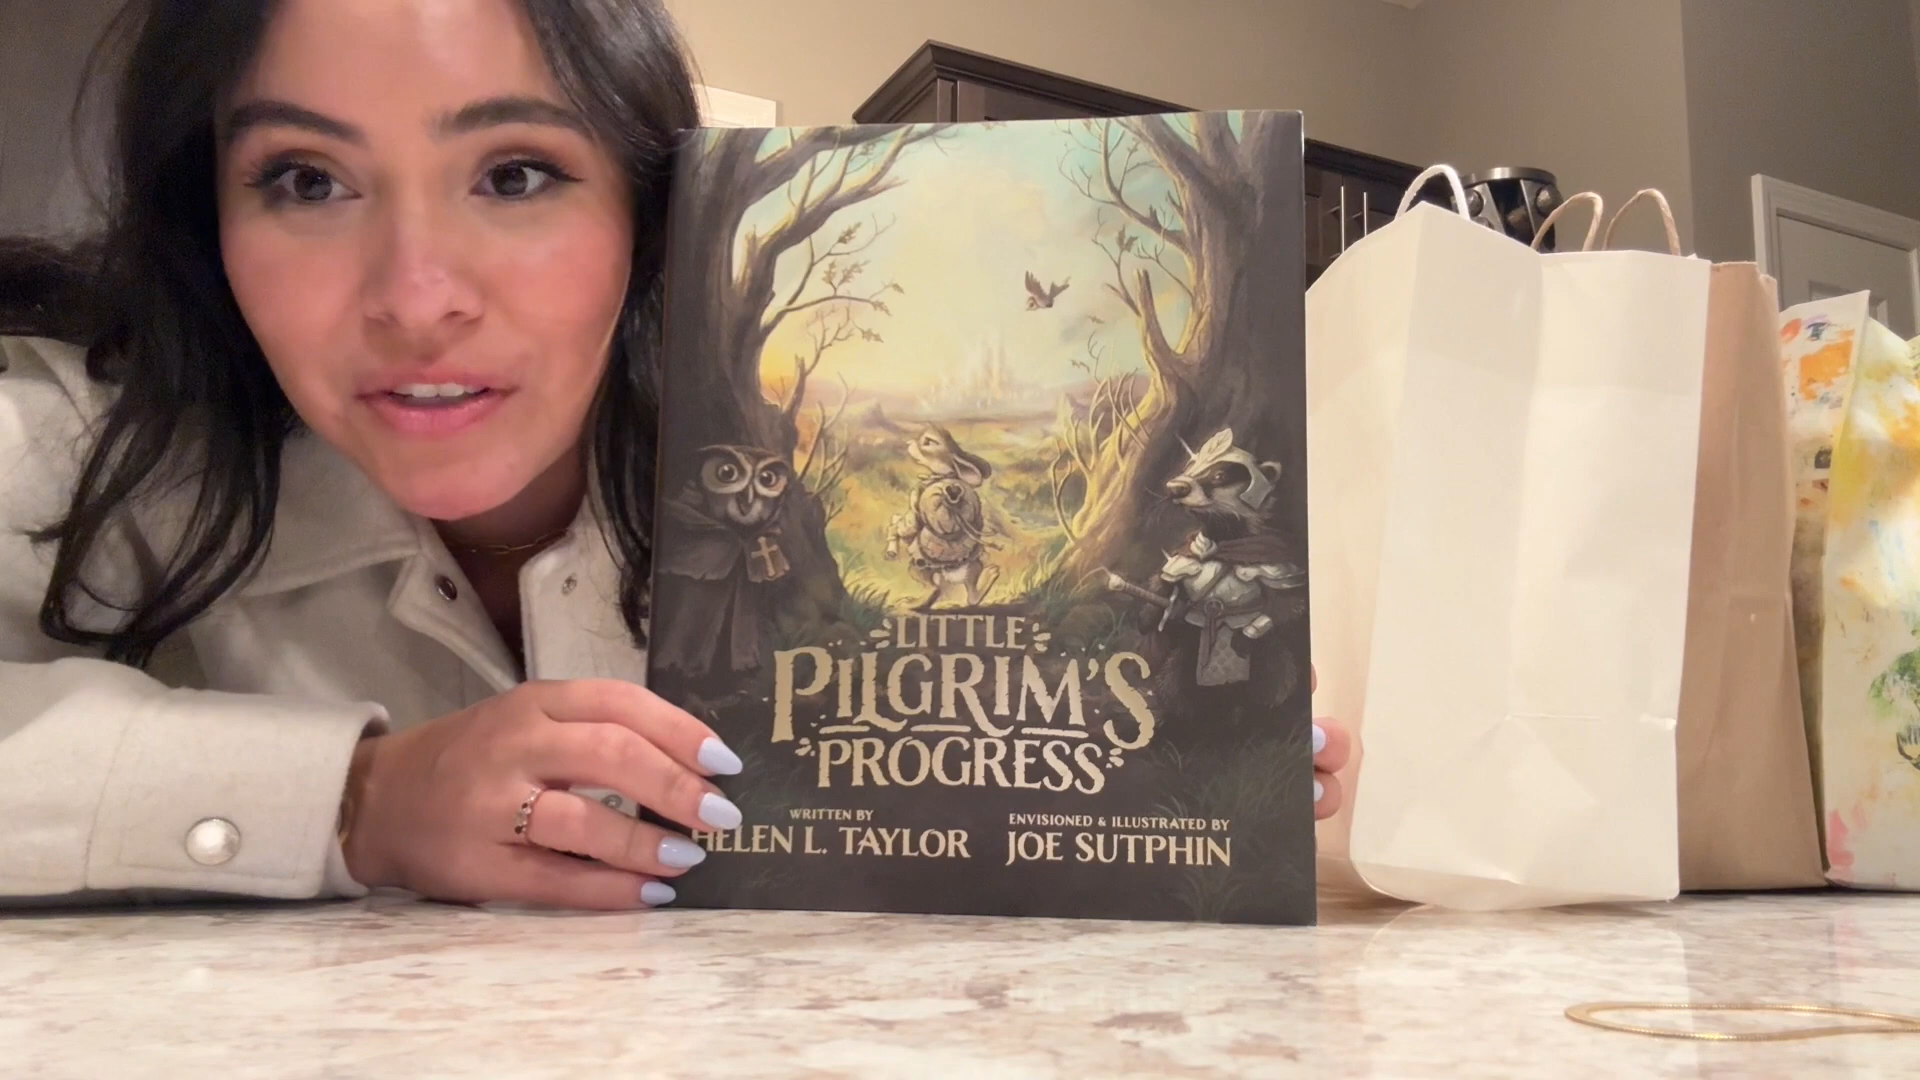 LITTLE
PILGRIM'S
PROGRESS
WRITTEN BY
HELEN L. TAYLOR
ENVISIONED & ILLUSTRATED BY
JOE SUTPHIN